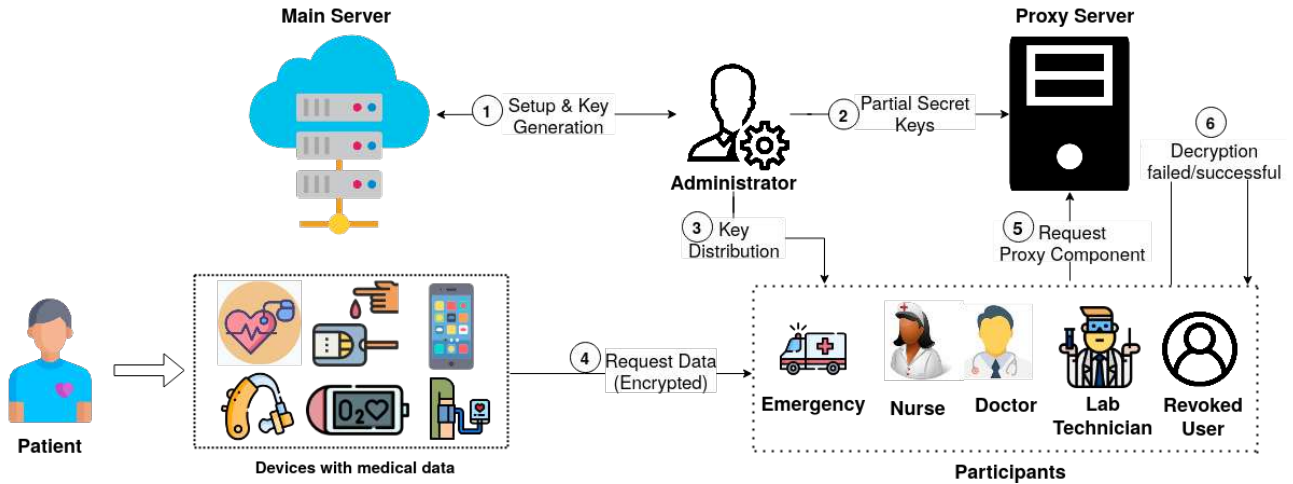 Main Server
Proxy Server
1 Setup & Key
Generation
2 Partial Secret
Keys
6
Decryption
failed/successful
Administrator
3 Key
Distribution
5 Request
Proxy Component
4 Request Data
(Encrypted)
O2
Patient
Devices with medical data
Emergency
Nurse
Doctor
Lab
Technician
Revoked
User
Participants